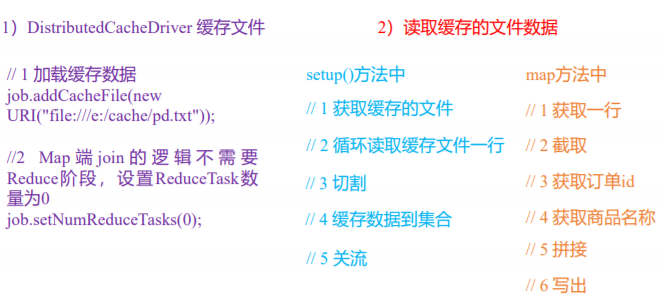 1）DistributedCacheDriver 缓存文件
// 1 加载缓存数据
job.addCacheFile(new
URI("file:///e:/cache/pd.txt"));
//2 Map 端 join 的逻辑不需要
Reduce阶段，设置ReduceTask数
量为0
job.setNumReduceTasks(0);
2）读取缓存的文件数据
setup()方法中
// 1 获取缓存的文件
// 2 循环读取缓存文件一行
// 3 切割
// 4 缓存数据到集合
// 5 关流
map方法中
// 1 获取一行
// 2 截取
// 3 获取订单id
// 4 获取商品名称
// 5 拼接
// 6 写出